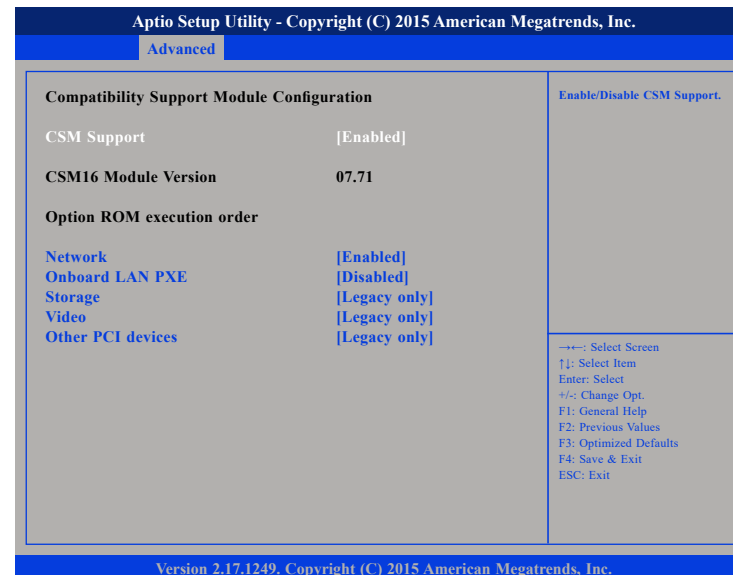 Aptio Setup Utility - Copyright (C) 2015 American Megatrends, Inc.
Advanced
Compatibility Support Module Configuration
CSM Support [Enabled]
CSM16 Module Version 07.71
Option ROM execution order
Network [Enabled]
Onboard LAN PXE [Disabled]
Storage [Legacy only]
Video [Legacy only]
Other PCI devices [Legacy only]
Enable/Disable CSM Support.
→←: Select Screen
↑↓: Select Item
Enter: Select
+/-: Change Opt.
F1: General Help
F2: Previous Values
F3: Optimized Defaults
F4: Save & Exit
ESC: Exit
Version 2.17.1249. Copyright (C) 2015 American Megatrends, Inc.